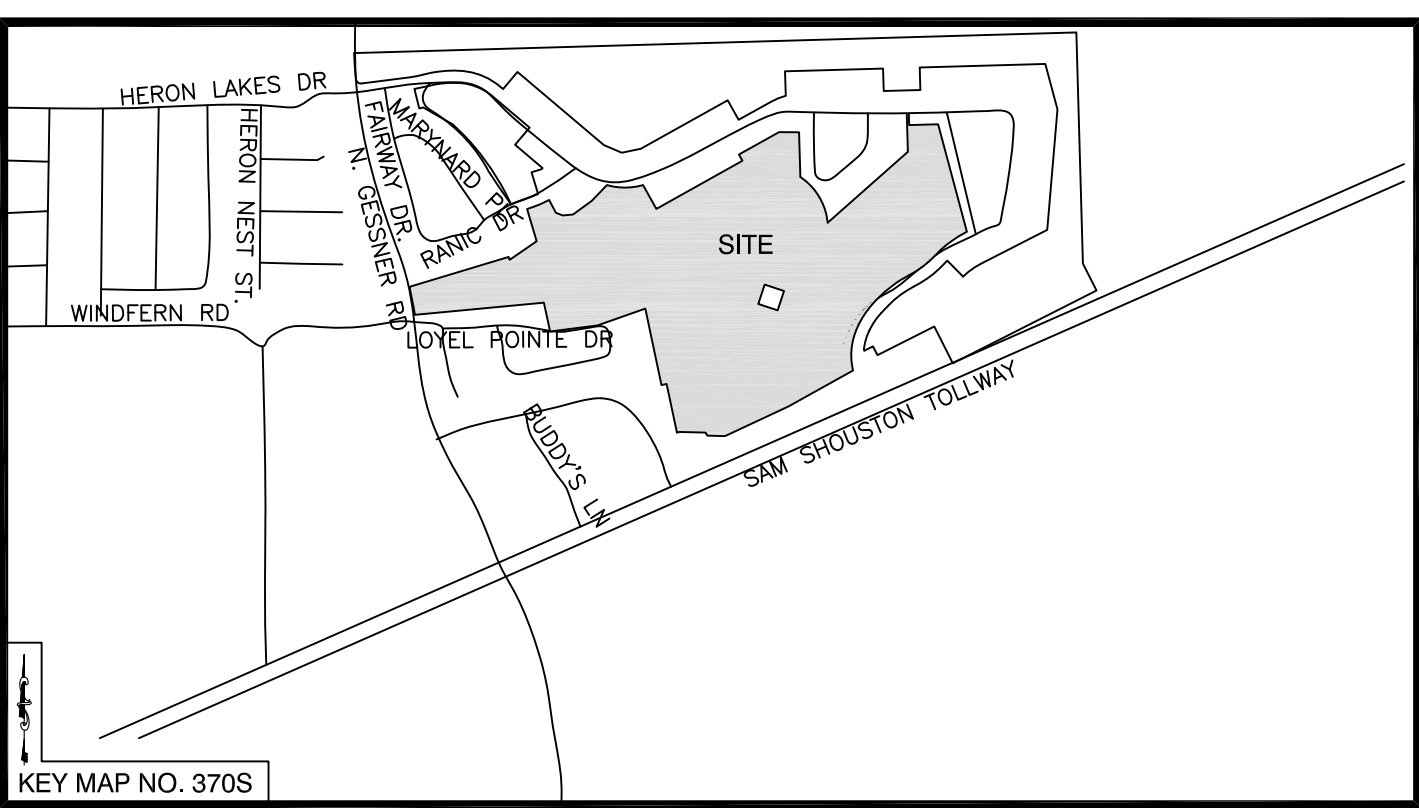 HERON LAKES DR
HERON NEST ST.
FAIRWAY DR.
MARYNARD PL
N. GESSNER RD
RANIC DR
SITE
WINDFERN RD
LOYEL POINTE DR
BUDDY'S LN
SAM SHOUSTON TOLLWAY
KEY MAP NO. 370S